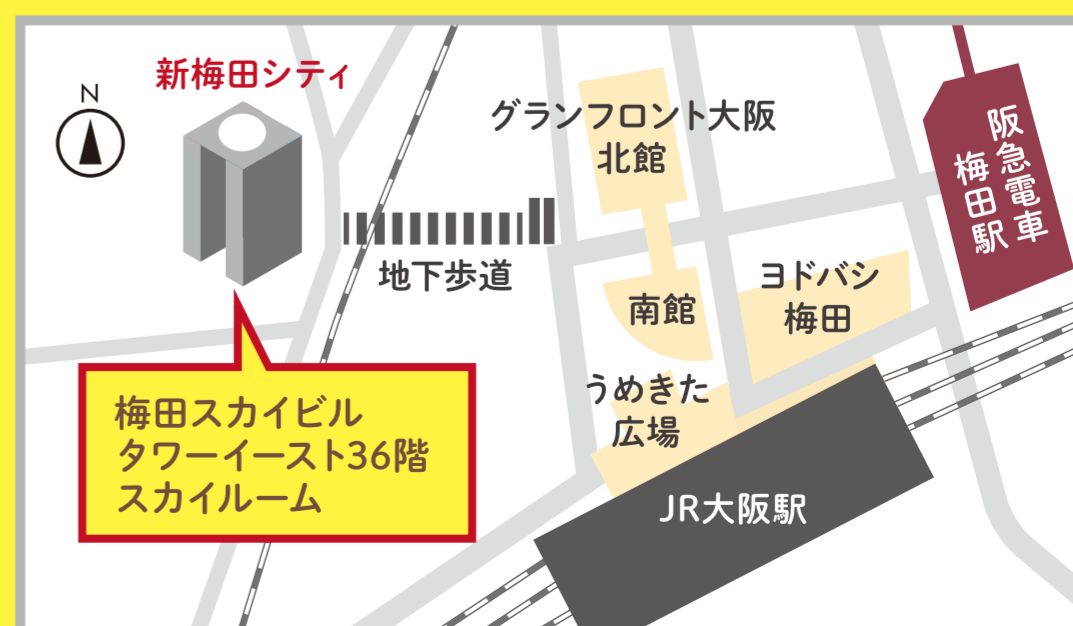 新梅田シティ
N
グランフロント大阪
北館
阪急電車
梅田駅
地下歩道
南館
ヨドバシ
梅田
うめきた
広場
梅田スカイビル
タワーイースト36階
スカイルーム
JR大阪駅